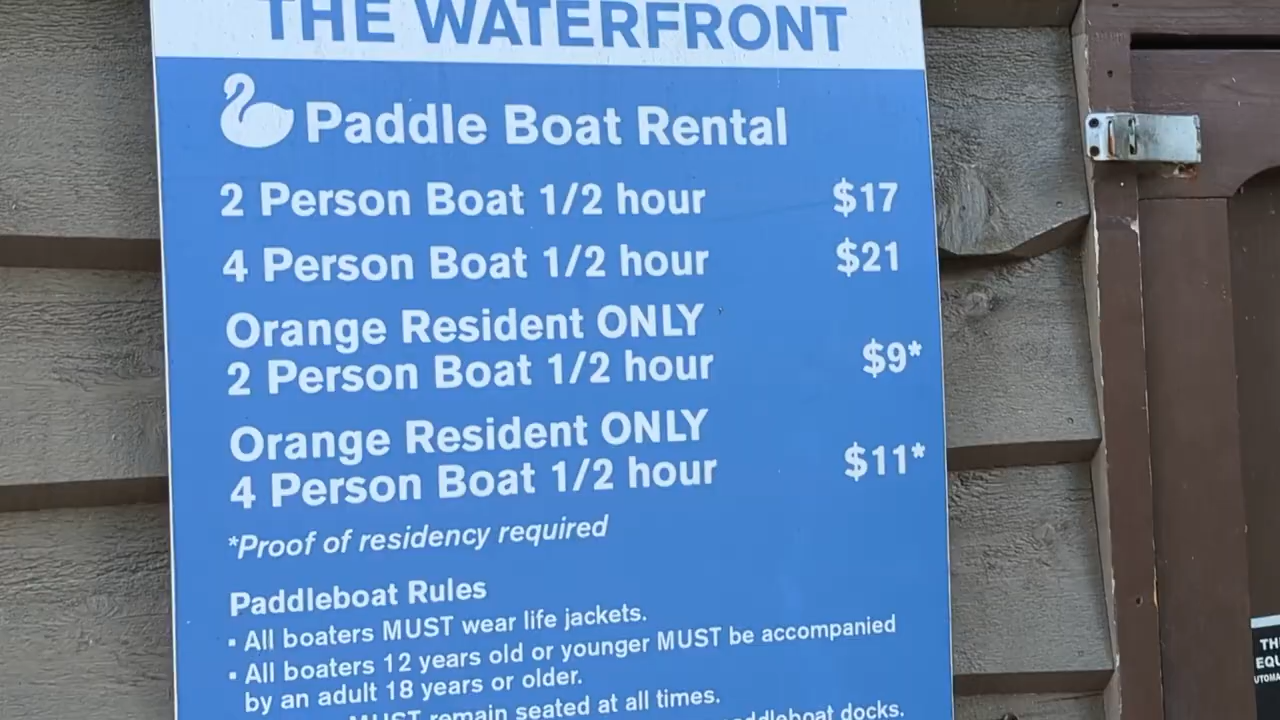 THE WATERFRONT
Paddle Boat Rental
2 Person Boat 1/2 hour $17
4 Person Boat 1/2 hour $21
Orange Resident ONLY
2 Person Boat 1/2 hour $9*
Orange Resident ONLY
4 Person Boat 1/2 hour $11*
*Proof of residency required
Paddleboat Rules
▪ All boaters MUST wear life jackets.
▪ All boaters 12 years old or younger MUST be accompanied
by an adult 18 years or older.
MUST remain seated at all times.
docks.